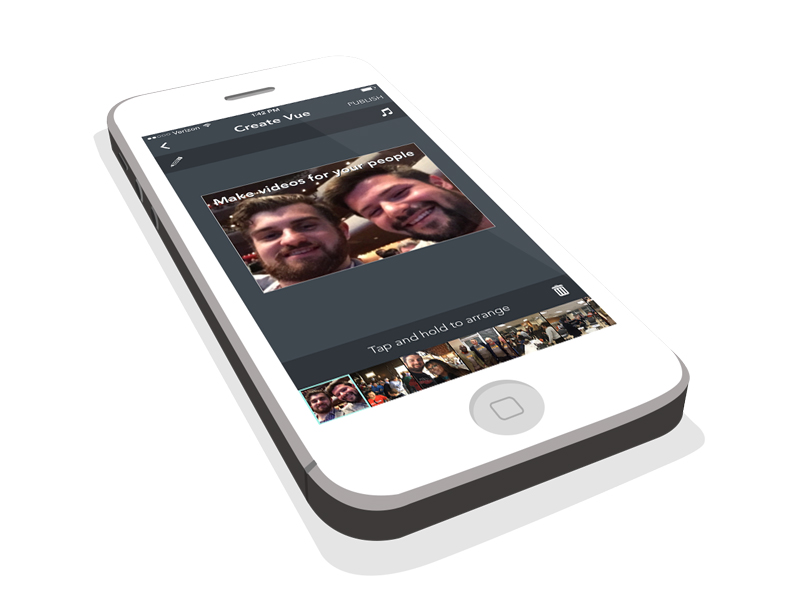 Verizon 1:42 PM
Create Vue PUBLISH
Make videos for your people
Tap and hold to arrange